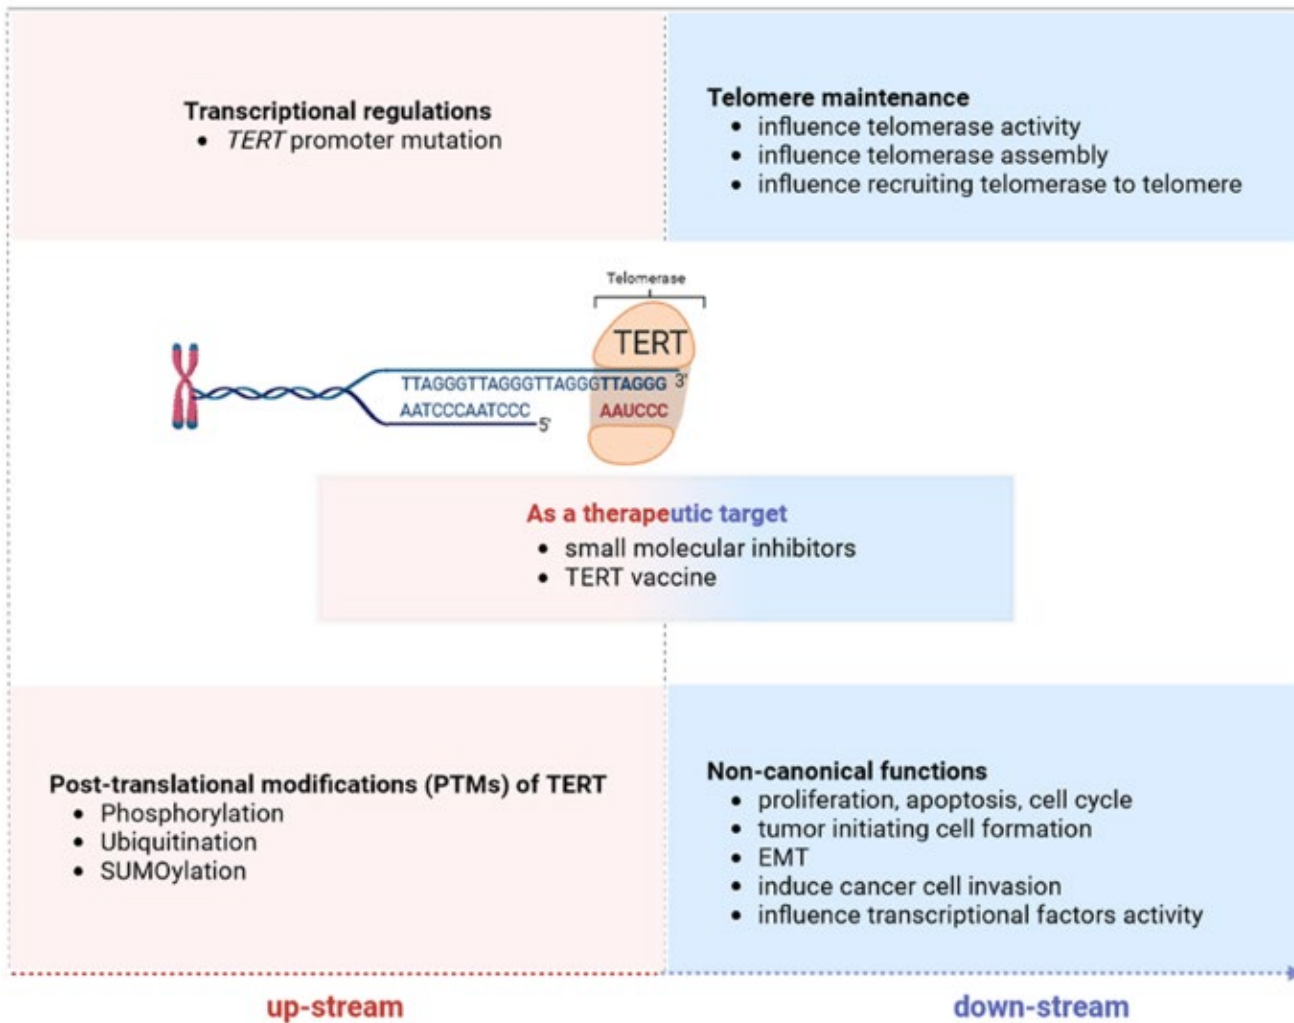 Transcriptional regulations
• TERT promoter mutation
Telomere maintenance
• influence telomerase activity
• influence telomerase assembly
• influence recruiting telomerase to telomere
Telomerase
TERT
TTAGGGTTAGGGTTAGGGTTAGGG 3'
AATCCCAATCCC
AAUCCC
5'
As a therapeutic target
• small molecular inhibitors
• TERT vaccine
Post-translational modifications (PTMs) of TERT
• Phosphorylation
• Ubiquitination
• SUMOylation
Non-canonical functions
• proliferation, apoptosis, cell cycle
• tumor initiating cell formation
• EMT
• induce cancer cell invasion
• influence transcriptional factors activity
up-stream
down-stream